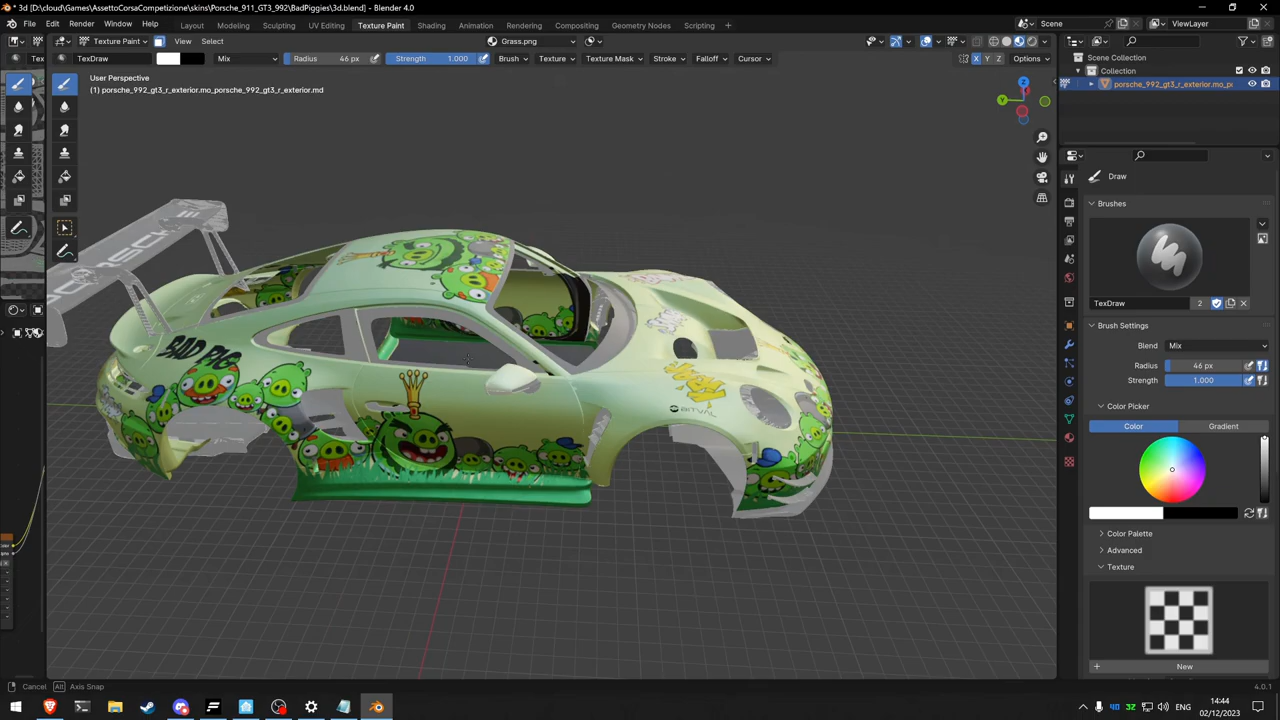 * 3d [D:\cloud\Games\AssettoCorsaCompetizione\skins\Porsche_911_GT3_992\BadPiggies\3d.blend] - Blender 4.0
File Edit Render Window Help Layout Modeling Sculpting UV Editing Texture Paint Shading Animation Rendering Compositing Geometry Nodes Scripting + Scene ViewLayer
Texture Paint View Select Grass.png
Tex TexDraw Mix Radius 46 px Strength 1.000 Brush Texture Texture Mask Stroke Falloff Cursor X Y Z Options
Scene Collection
Collection
porsche_992_gt3_r_exterior.mo_p
User Perspective
(1) porsche_992_gt3_r_exterior.mo_porsche_992_gt3_r_exterior.md
Z
Y
Draw
Brushes
TexDraw 2
Brush Settings
Blend Mix
Radius 46 px
Strength 1.000
Color Picker
Color Gradient
Color Palette
Advanced
Texture
New
BAD PIG
Cancel Alt Axis Snap
4.0.1
ENG
14:44
02/12/2023